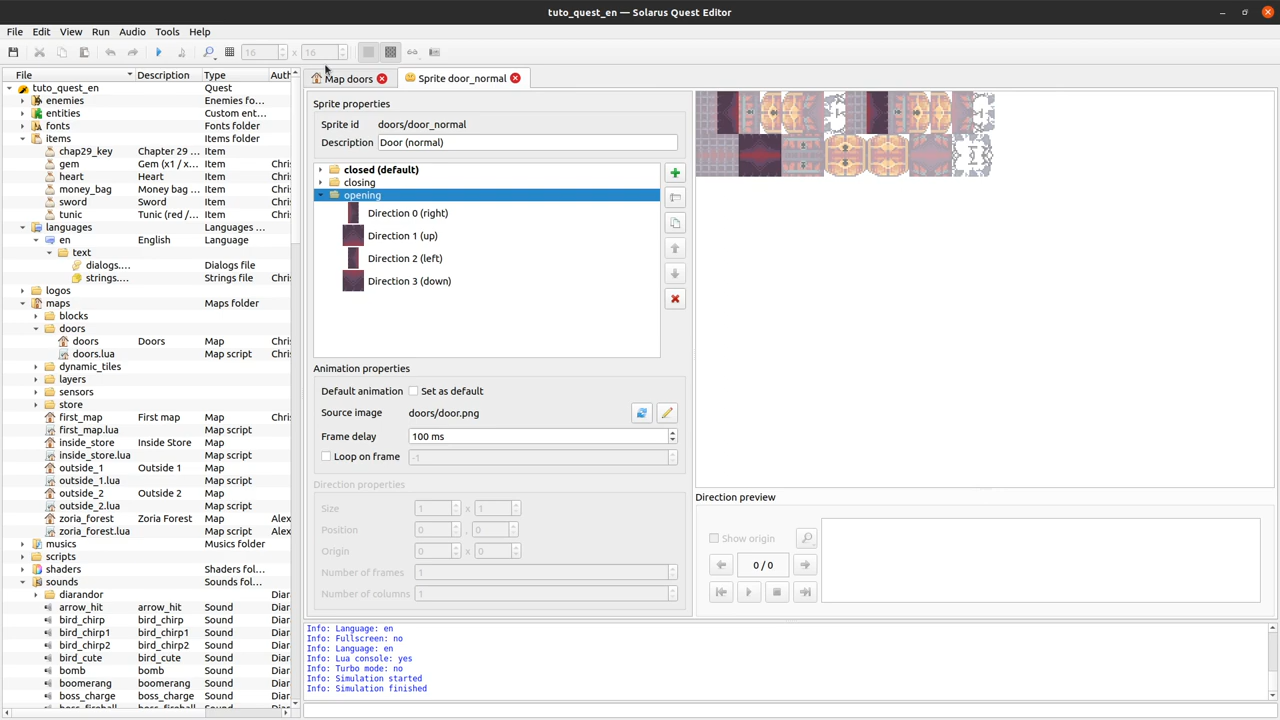 tuto_quest_en — Solarus Quest Editor
File Edit View Run Audio Tools Help
16 x 16
File Description Type Auth
tuto_quest_en Quest
enemies Enemies fo...
entities Custom ent...
fonts Fonts folder
items Items folder
chap29_key Chapter 29 ... Item
gem Gem (x1 / x... Item Chri
heart Heart Item Chri
money_bag Money bag ... Item Chri
sword Sword Item Chri
tunic Tunic (red /... Item Chri
languages Languages ...
en English Language
text
dialogs.... Dialogs file
strings.... Strings file Chri
logos
maps Maps folder
blocks
doors
doors Doors Map Chri
doors.lua Map script Chri
dynamic_tiles
layers
sensors
store
first_map First map Map Chri
first_map.lua Map script
inside_store Inside Store Map
inside_store.lua Map script
outside_1 Outside 1 Map
outside_1.lua Map script
outside_2 Outside 2 Map
outside_2.lua Map script
zoria_forest Zoria Forest Map Alex
zoria_forest.lua Map script Alex
musics Musics folder
scripts
shaders Shaders fol...
sounds Sounds fol...
diarandor Diar
arrow_hit arrow_hit Sound Diar
bird_chirp bird_chirp Sound Diar
bird_chirp1 bird_chirp1 Sound Diar
bird_chirp2 bird_chirp2 Sound Diar
bird_cute bird_cute Sound Diar
bomb bomb Sound Diar
boomerang boomerang Sound Diar
boss_charge boss_charge Sound Diar
boss_fireball boss_fireball Sound Diar
Map doors Sprite door_normal
Sprite properties
Sprite id doors/door_normal
Description Door (normal)
closed (default)
closing
opening
Direction 0 (right)
Direction 1 (up)
Direction 2 (left)
Direction 3 (down)
Animation properties
Default animation Set as default
Source image doors/door.png
Frame delay 100 ms
Loop on frame -1
Direction properties
Size 1 x 1
Position 0 , 0
Origin 0 x 0
Number of frames 1
Number of columns 1
Direction preview
Show origin
0 / 0
Info: Language: en
Info: Fullscreen: no
Info: Language: en
Info: Lua console: yes
Info: Turbo mode: no
Info: Simulation started
Info: Simulation finished